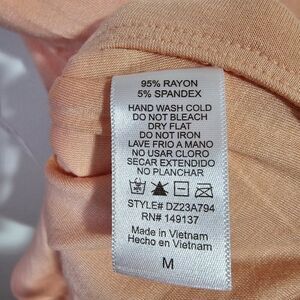 95% RAYON
5% SPANDEX
HAND WASH COLD
DO NOT BLEACH
DRY FLAT
DO NOT IRON
LAVE FRIO A MANO
NO USAR CLORO
SECAR EXTENDIDO
NO PLANCHAR
STYLE# DZ23A794
RN# 149137
Made in Vietnam
Hecho en Vietnam
M